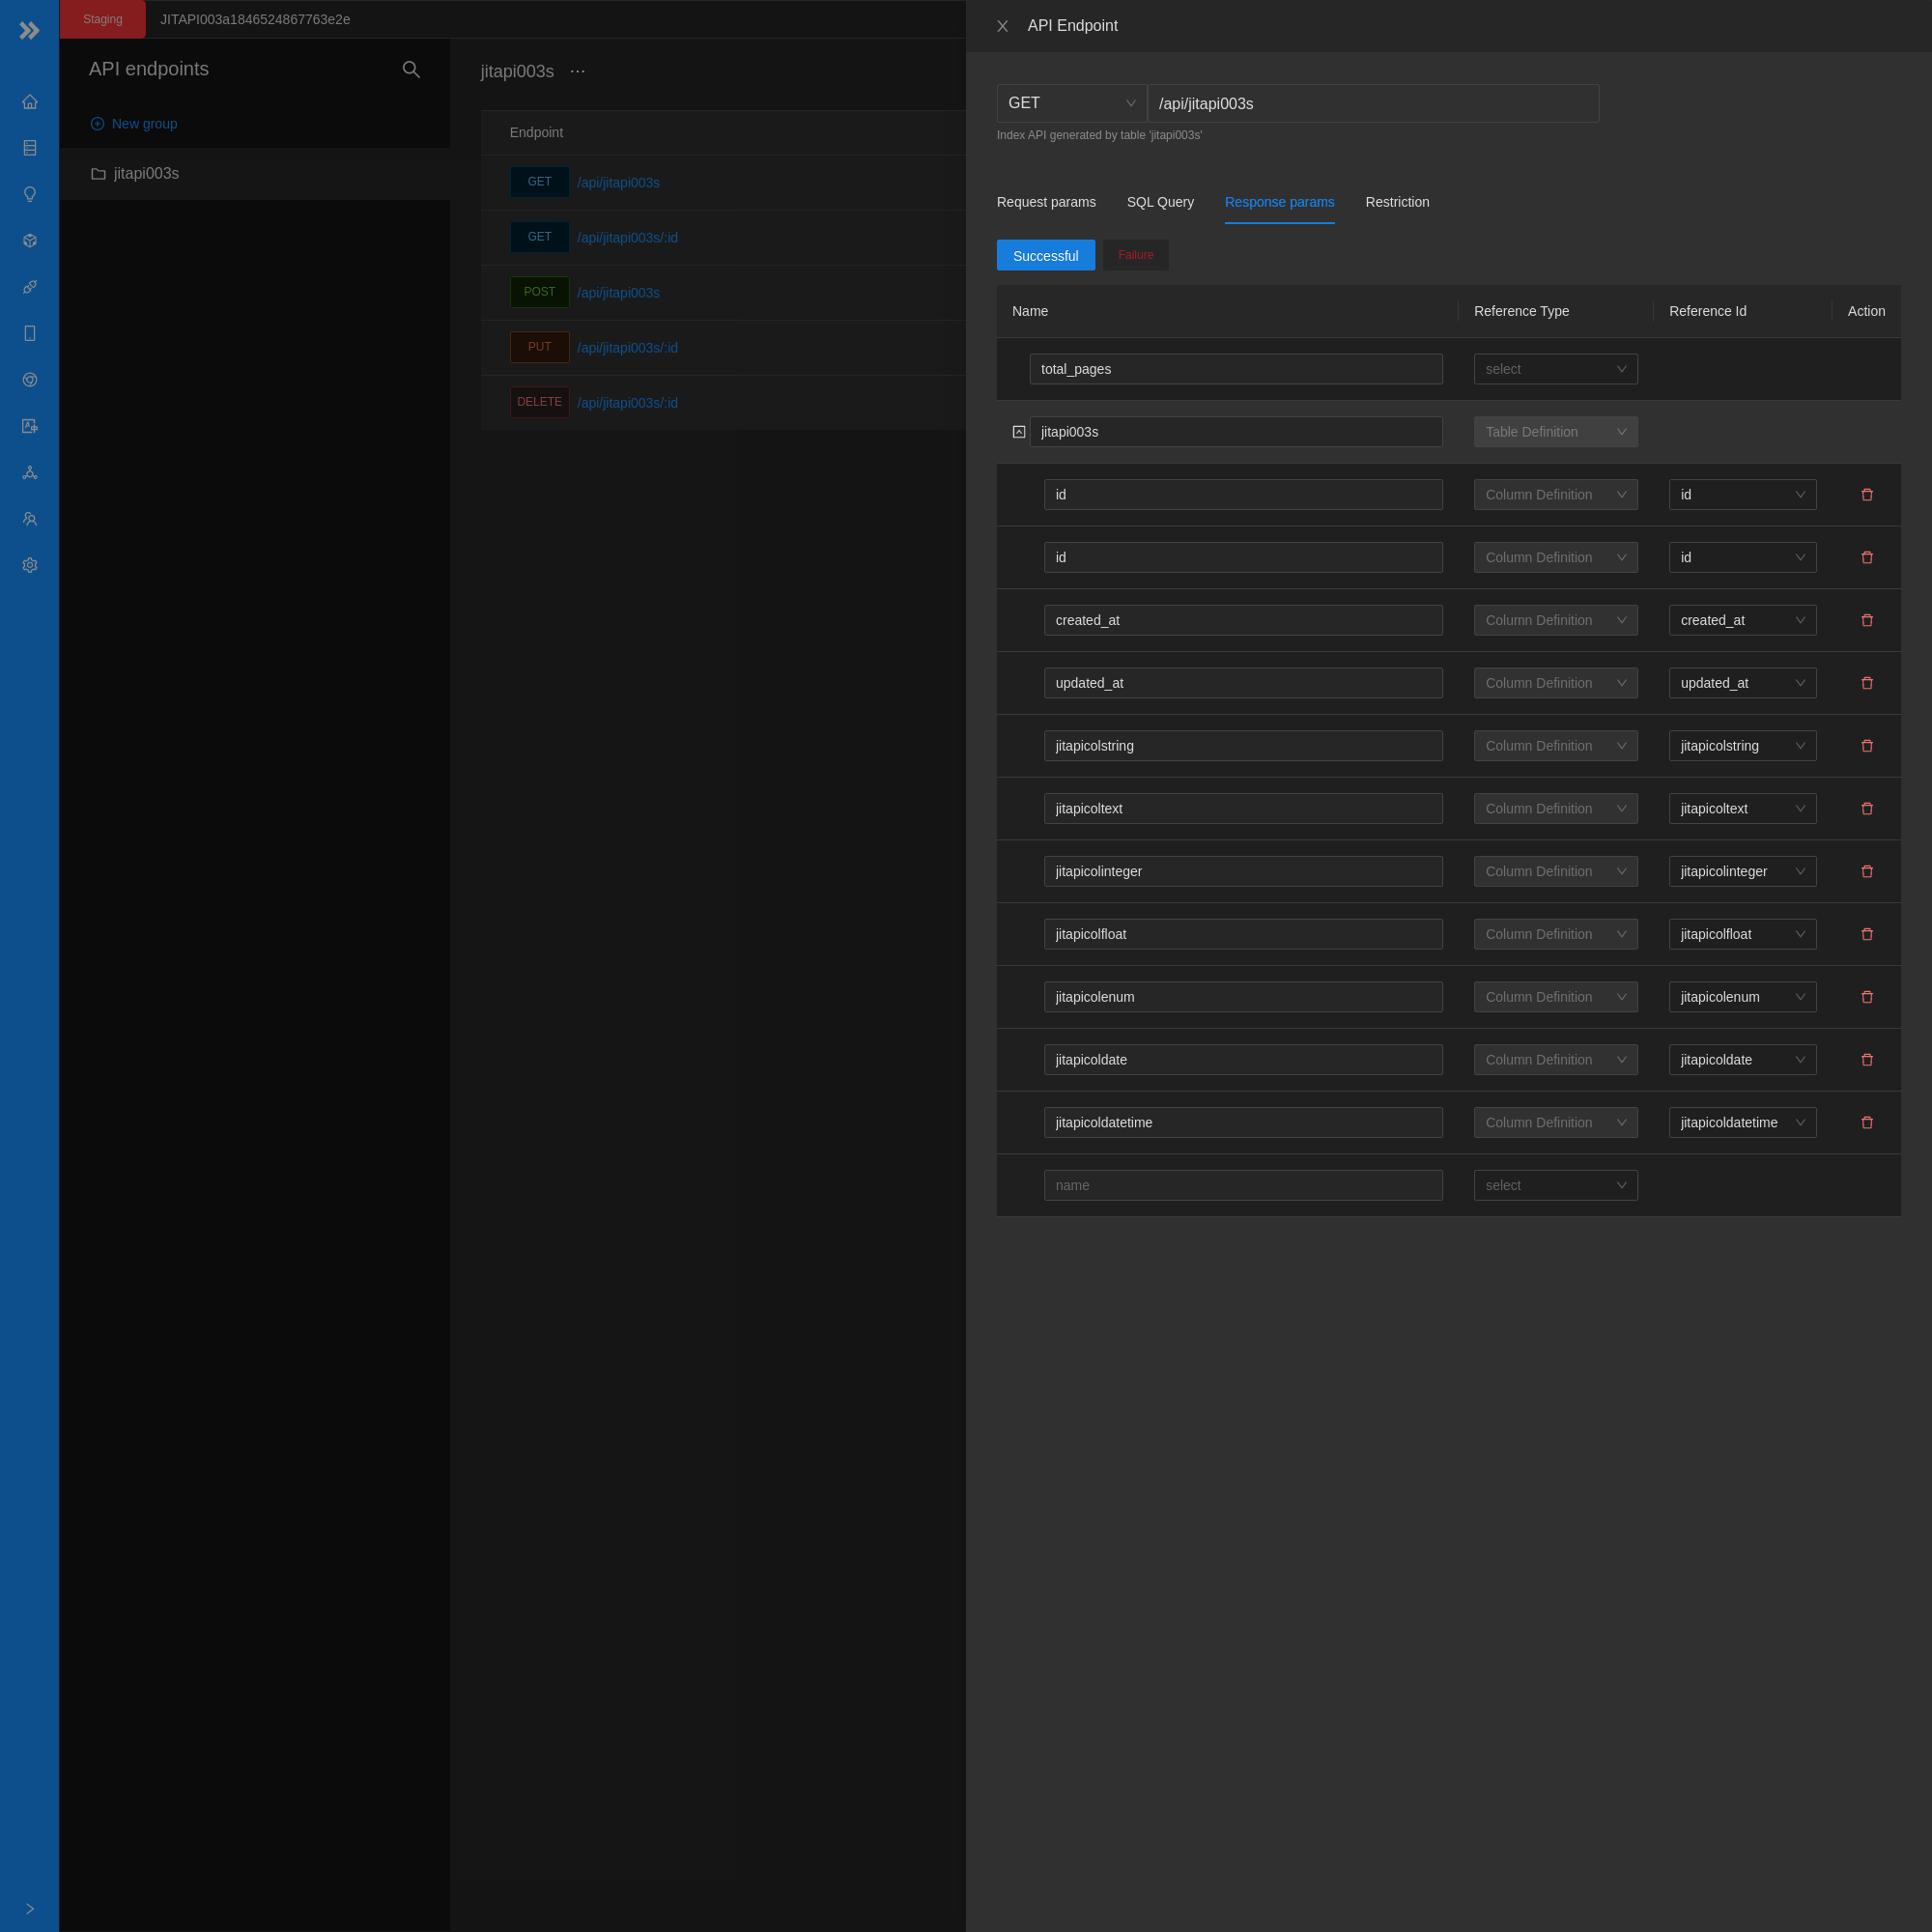 Staging JITAPI003a1846524867763e2e
API endpoints
New group
jitapi003s
jitapi003s ...
Endpoint
GET /api/jitapi003s
GET /api/jitapi003s/:id
POST /api/jitapi003s
PUT /api/jitapi003s/:id
DELETE /api/jitapi003s/:id
API Endpoint
GET /api/jitapi003s
Index API generated by table 'jitapi003s'
Request params SQL Query Response params Restriction
Successful Failure
Name Reference Type Reference Id Action
total_pages select
jitapi003s Table Definition
id Column Definition id
id Column Definition id
created_at Column Definition created_at
updated_at Column Definition updated_at
jitapicolstring Column Definition jitapicolstring
jitapicoltext Column Definition jitapicoltext
jitapicolinteger Column Definition jitapicolinteger
jitapicolfloat Column Definition jitapicolfloat
jitapicolenum Column Definition jitapicolenum
jitapicoldate Column Definition jitapicoldate
jitapicoldatetime Column Definition jitapicoldatetime
name select